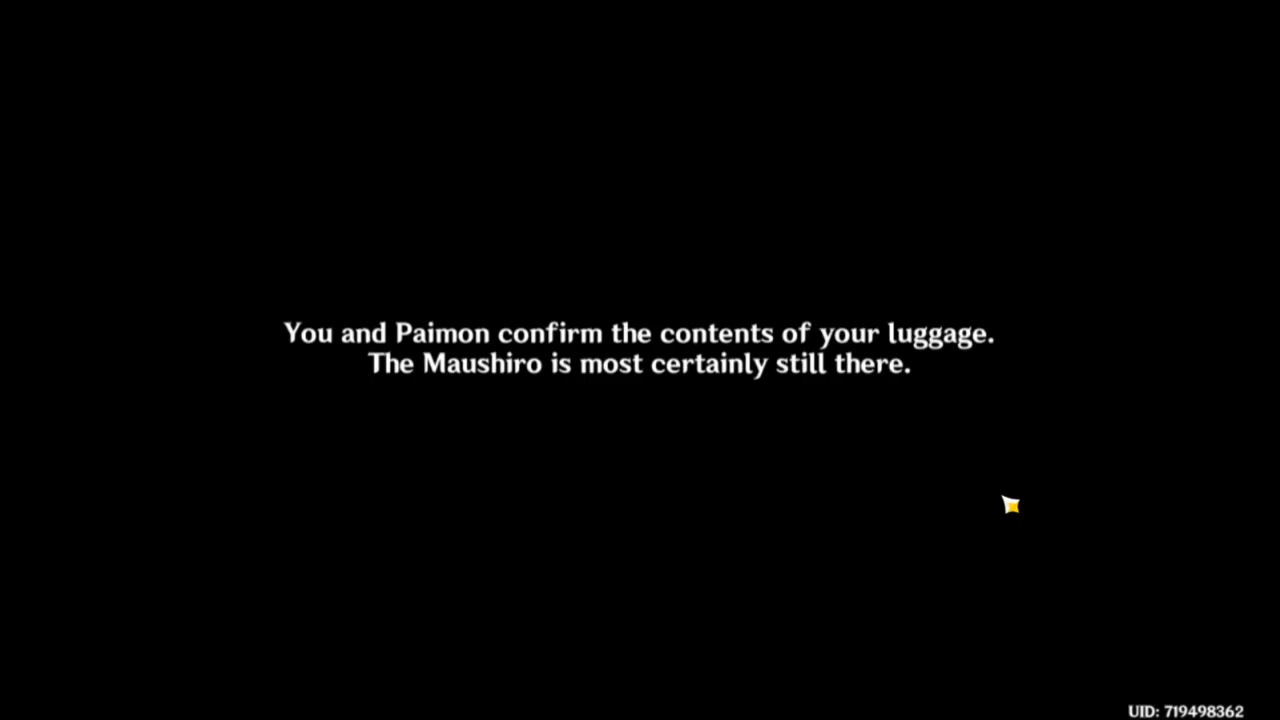 You and Paimon confirm the contents of your luggage.
The Maushiro is most certainly still there.
UID: 719498362